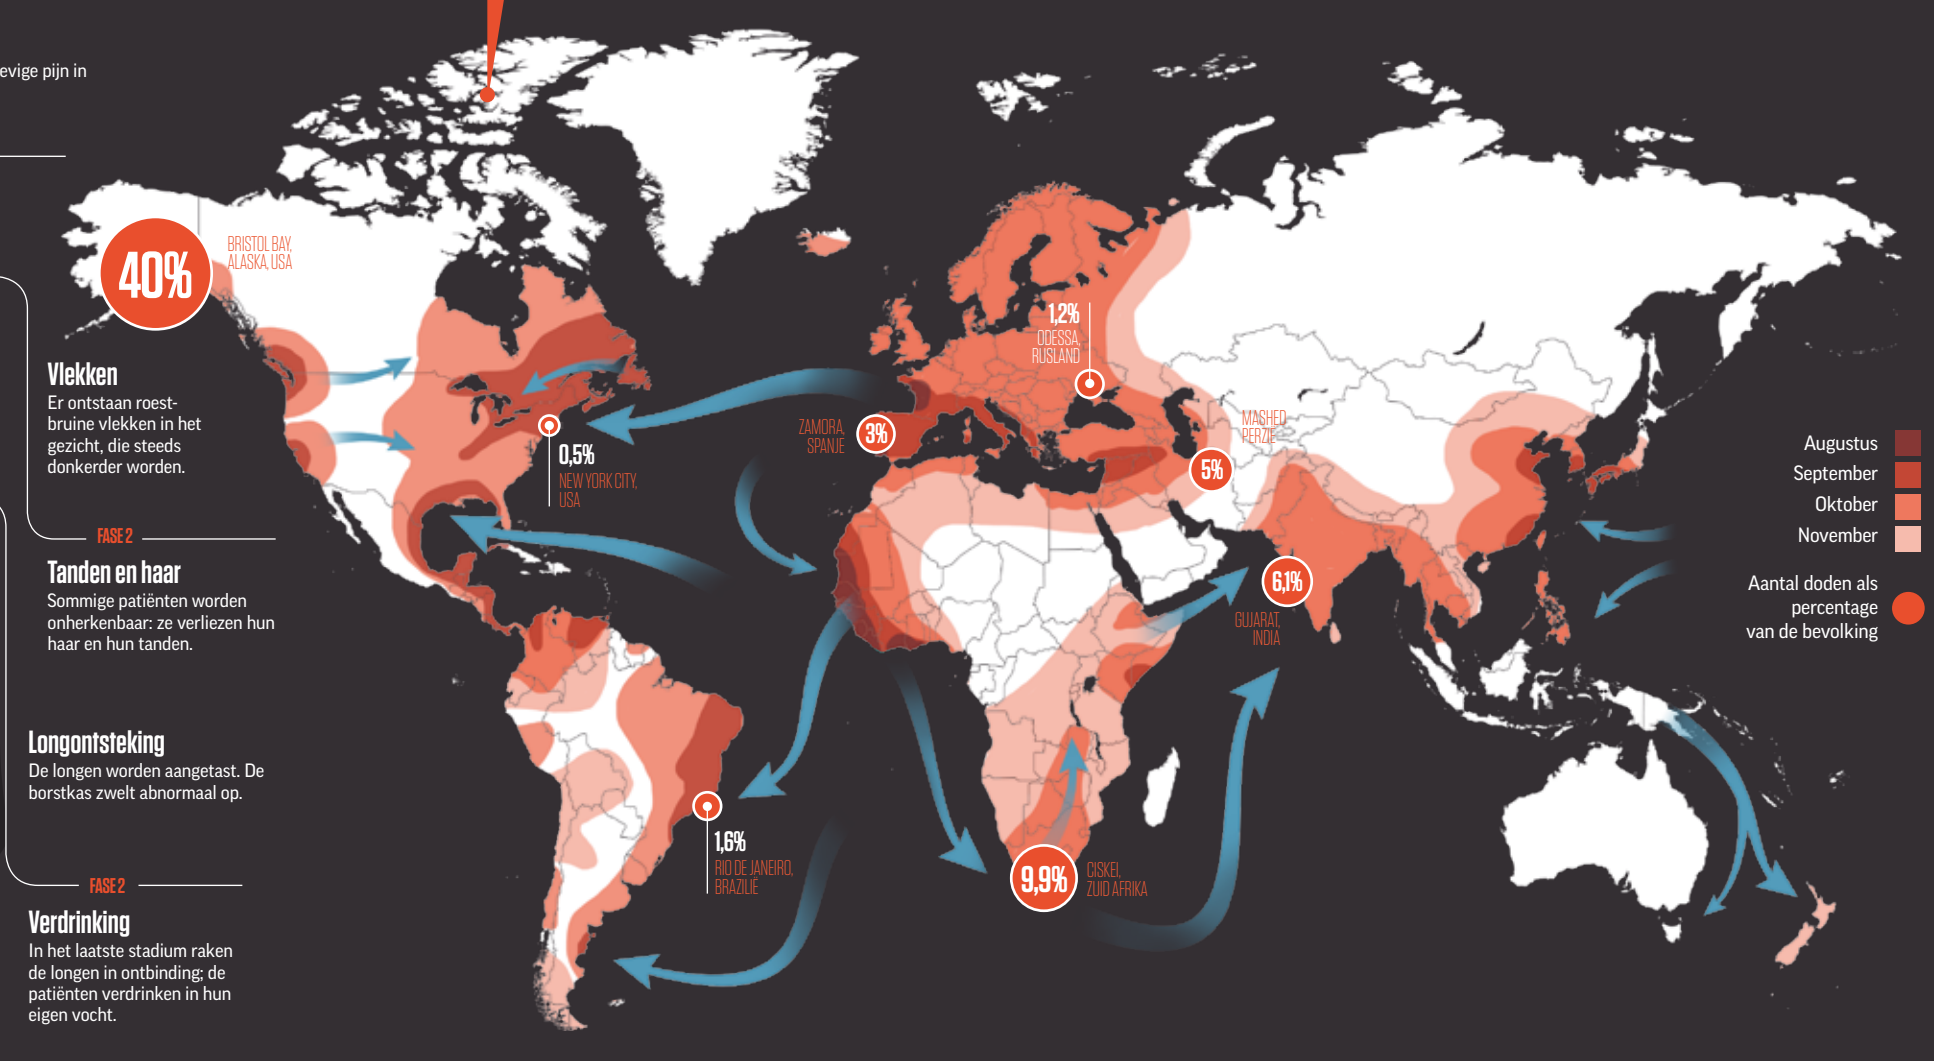 evige pijn in
40%
BRISTOL BAY,
ALASKA, USA
Vlekken
Er ontstaan roest-
bruine vlekken in het
gezicht, die steeds
donkerder worden.
FASE 2
Tanden en haar
Sommige patiënten worden
onherkenbaar: ze verliezen hun
haar en hun tanden.
Longontsteking
De longen worden aangetast. De
borstkas zwelt abnormaal op.
FASE 2
Verdrinking
In het laatste stadium raken
de longen in ontbinding; de
patiënten verdrinken in hun
eigen vocht.
0,5%
NEW YORK CITY,
USA
1,6%
RIO DE JANEIRO,
BRAZILIË
ZAMORA,
SPANJE
3%
1,2%
ODESSA,
RUSLAND
MASHED,
PERZIË
5%
6,1%
GUJARAT,
INDIA
9,9%
CISKEI,
ZUID AFRIKA
Augustus
September
Oktober
November
Aantal doden als
percentage
van de bevolking